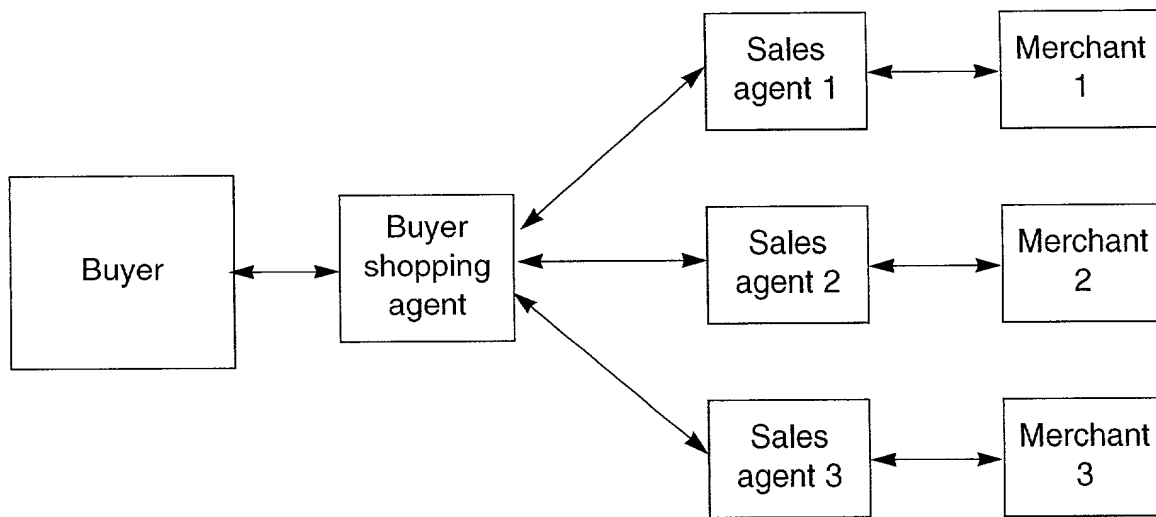 Buyer
Buyer
shopping
agent
Sales
agent 1
Merchant
1
Sales
agent 2
Merchant
2
Sales
agent 3
Merchant
3